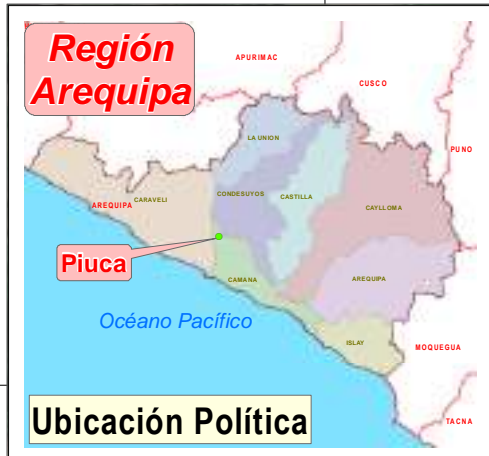 Región
Arequipa
APURIMAC
CUSCO
LA UNION
PUNO
CARAVELI
CONDESUYOS
CASTILLA
AREQUIPA
CAYLLOMA
Piuca
CAMANA
AREQUIPA
Océano Pacífico
ISLAY
MOQUEGUA
Ubicación Política
TACNA